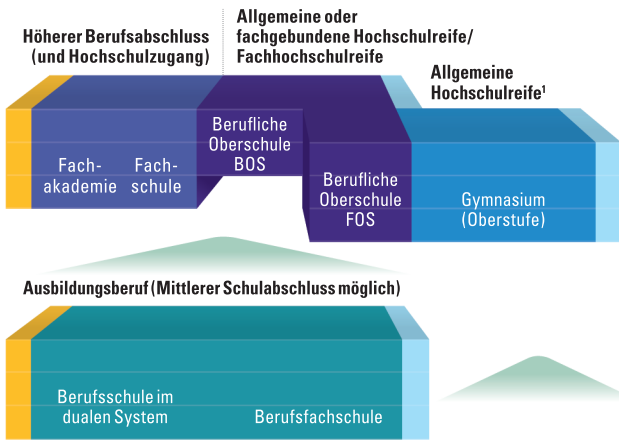 Höherer Berufsabschluss
(und Hochschulzugang)
Allgemeine oder
fachgebundene Hochschulreife/
Fachhochschulreife
Allgemeine
Hochschulreife¹
Fach-
akademie
Fach-
schule
Berufliche
Oberschule
BOS
Berufliche
Oberschule
FOS
Gymnasium
(Oberstufe)
Ausbildungsberuf (Mittlerer Schulabschluss möglich)
Berufsschule im
dualen System
Berufsfachschule